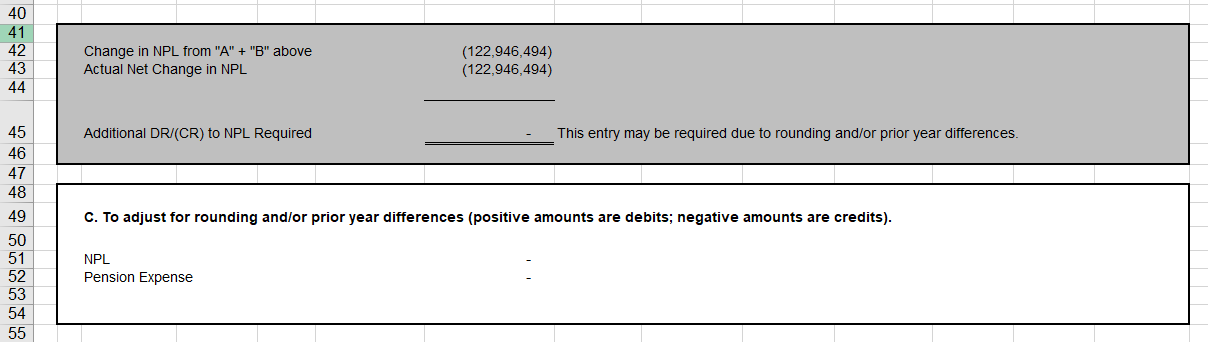 40
41
42 Change in NPL from "A" + "B" above (122,946,494)
43 Actual Net Change in NPL (122,946,494)
44
45 Additional DR/(CR) to NPL Required - This entry may be required due to rounding and/or prior year differences.
46
47
48
49 C. To adjust for rounding and/or prior year differences (positive amounts are debits; negative amounts are credits).
50
51 NPL -
52 Pension Expense -
53
54
55